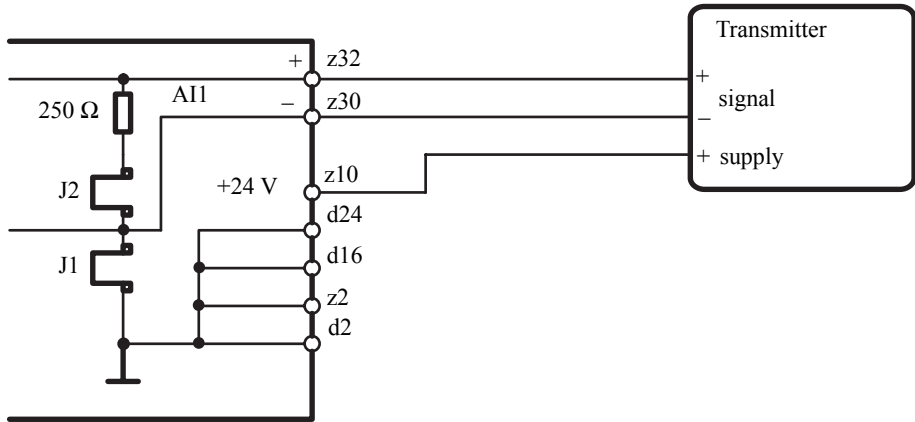 Transmitter
+ z32
+
AI1
signal
250 Ω
− z30
−
+ supply
+24 V
z10
J2
d24
J1
d16
z2
d2